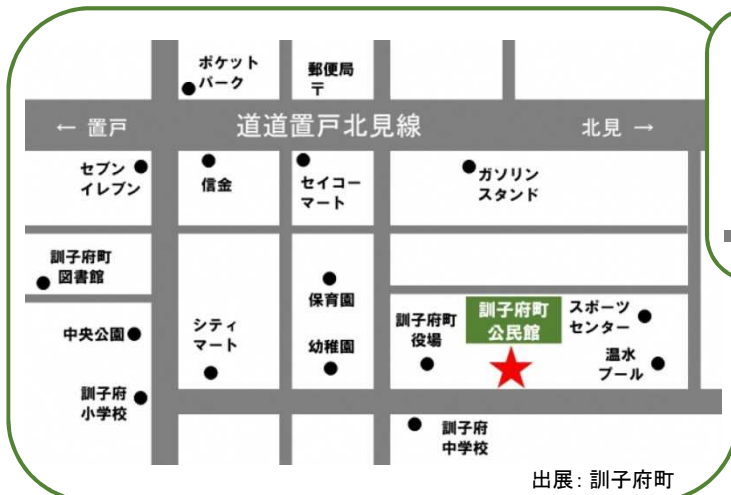 ポケット
パーク
郵便局
〒
← 置戸
道道置戸北見線
北見 →
セブン
イレブン
信金
セイコー
マート
ガソリン
スタンド
訓子府町
図書館
保育園
中央公園
シティ
マート
幼稚園
訓子府町
役場
訓子府町
公民館
スポーツ
センター
温水
プール
訓子府
小学校
訓子府
中学校
出展: 訓子府町